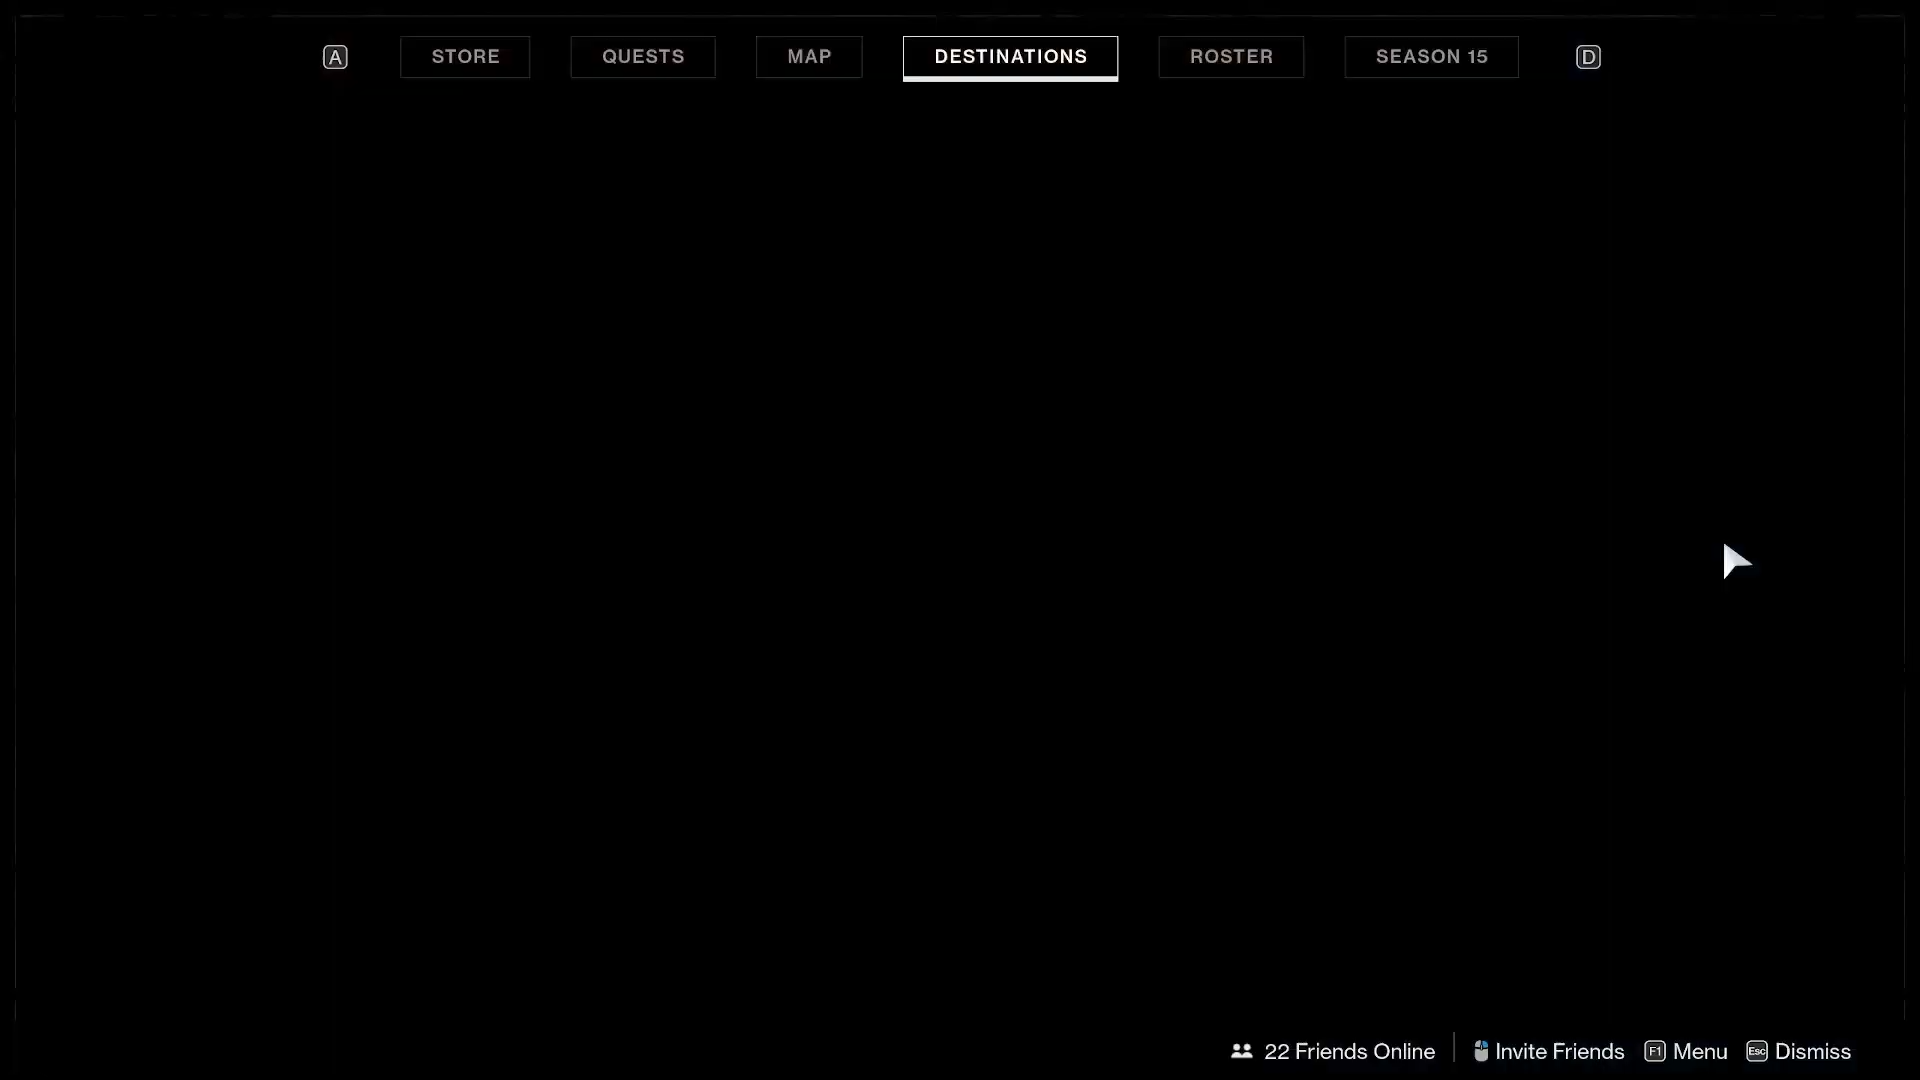 A STORE QUESTS MAP DESTINATIONS ROSTER SEASON 15 D
22 Friends Online Invite Friends F1 Menu Esc Dismiss